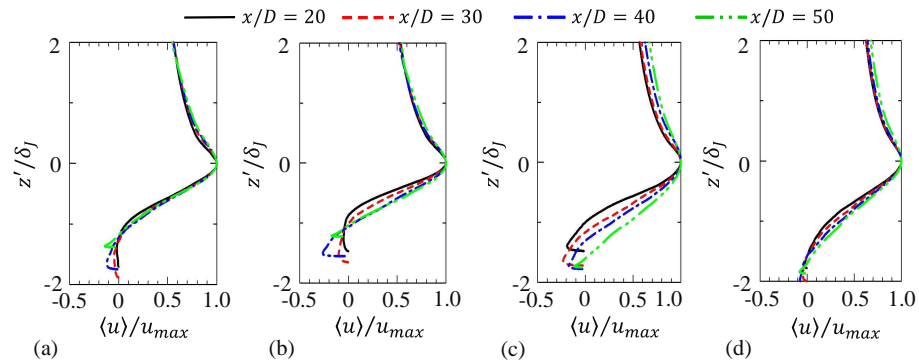 x/D = 20 x/D = 30 x/D = 40 x/D = 50
2 2 2 2
z′/δ_J z′/δ_J z′/δ_J z′/δ_J
0 0 0 0
-2 -2 -2 -2
-0.5 0 0.5 1.0 -0.5 0 0.5 1.0 -0.5 0 0.5 1.0 -0.5 0 0.5 1.0
⟨u⟩/u_max ⟨u⟩/u_max ⟨u⟩/u_max ⟨u⟩/u_max
(a) (b) (c) (d)